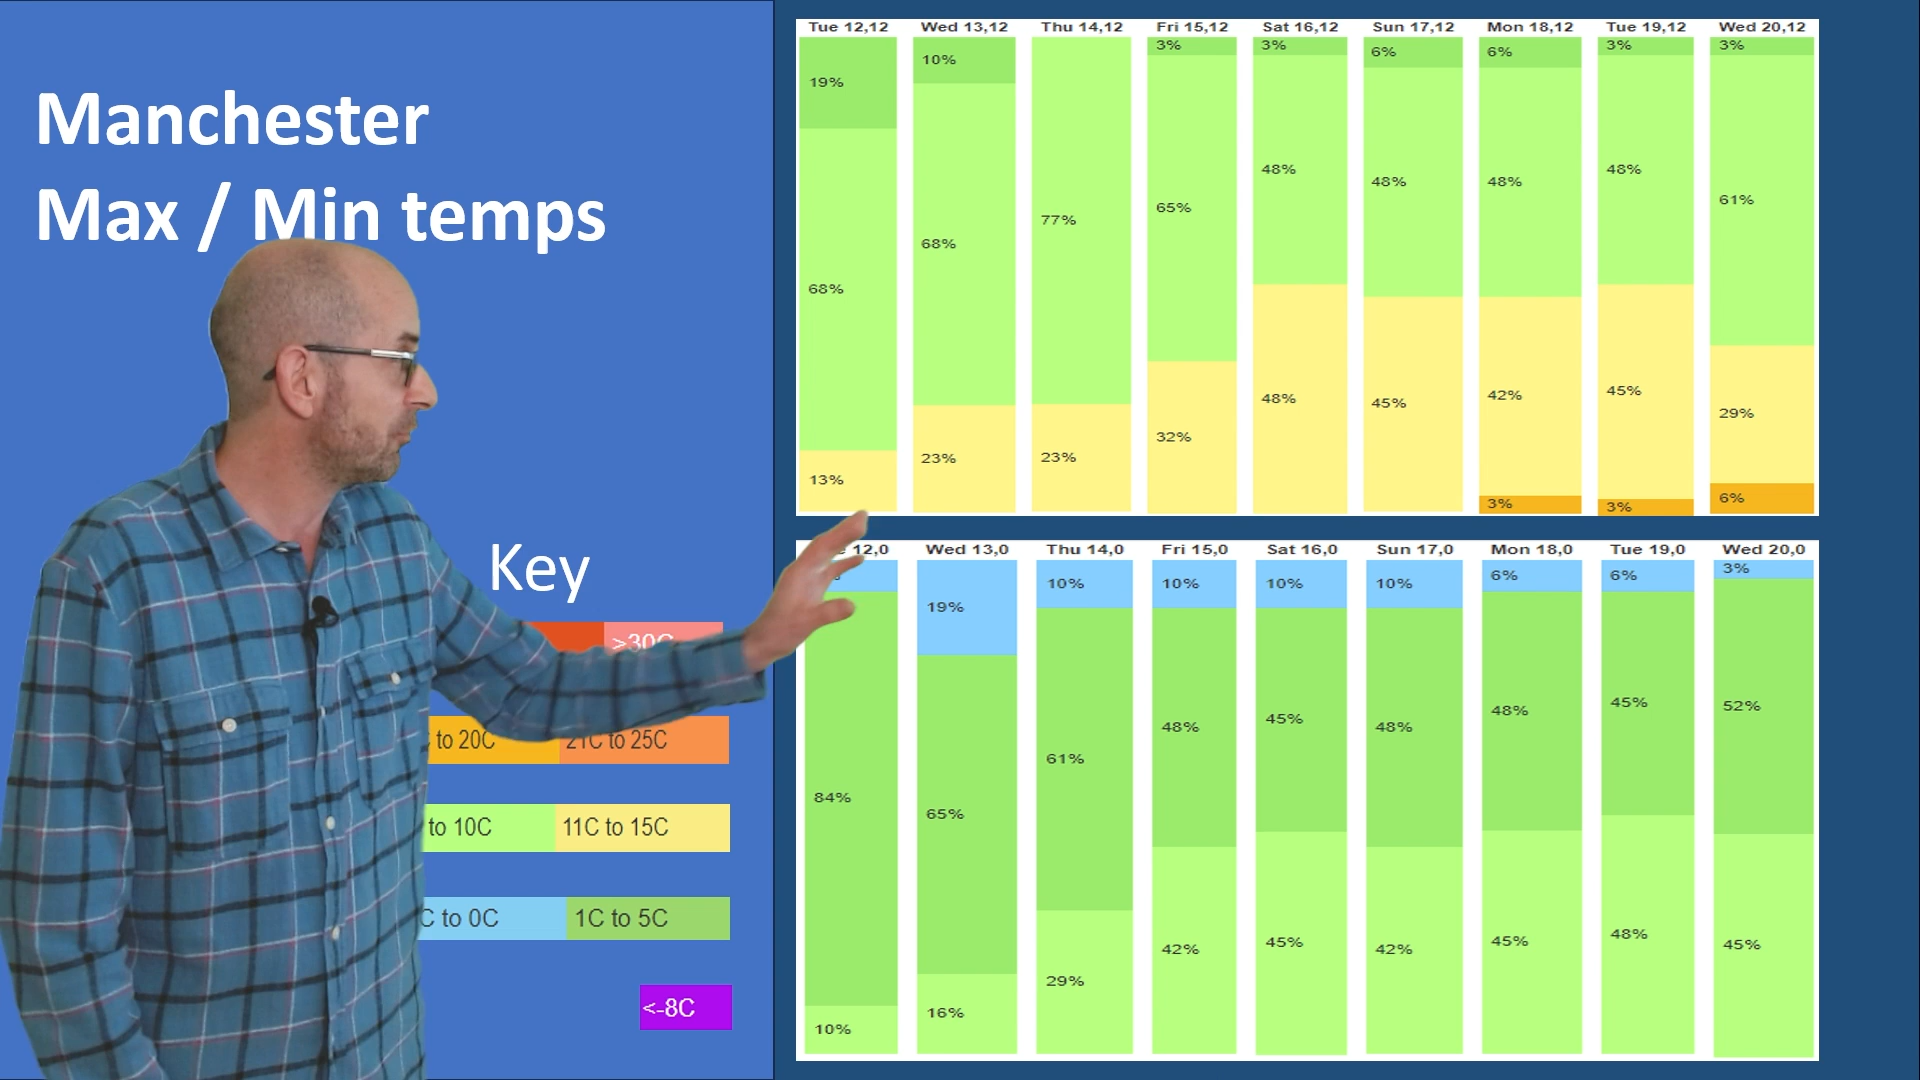 Manchester
Max / Min temps
Key
>30C
to 20C 21C to 25C
to 10C 11C to 15C
C to 0C 1C to 5C
<-8C
Tue 12,12 Wed 13,12 Thu 14,12 Fri 15,12 Sat 16,12 Sun 17,12 Mon 18,12 Tue 19,12 Wed 20,12
19% 10% 3% 3% 6% 6% 3% 3%
68% 68% 77% 65% 48% 48% 48% 48% 61%
13% 23% 23% 32% 48% 45% 42% 45% 29%
3% 3% 6%
12,0 Wed 13,0 Thu 14,0 Fri 15,0 Sat 16,0 Sun 17,0 Mon 18,0 Tue 19,0 Wed 20,0
19% 10% 10% 10% 10% 6% 6% 3%
84% 65% 61% 48% 45% 48% 48% 45% 52%
10% 16% 29% 42% 45% 42% 45% 48% 45%